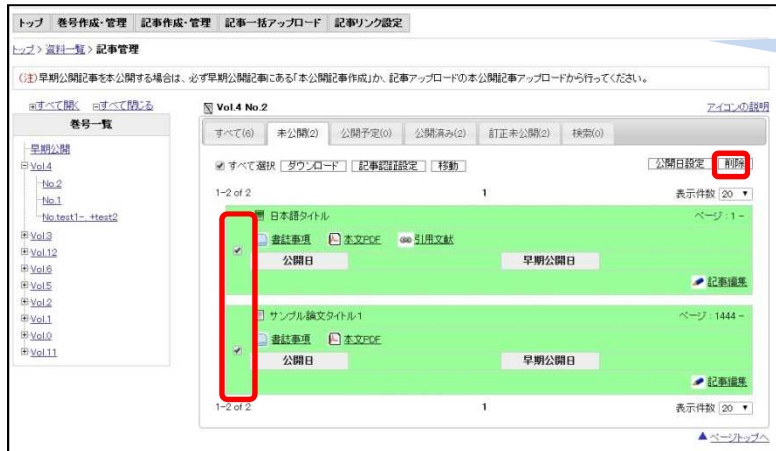 トップ 巻号作成・管理 記事作成・管理 記事一括アップロード 記事リンク設定
トップ > 資料一覧 > 記事管理
(注)早期公開記事を本公開する場合は、必ず早期公開記事にある「本公開記事作成」か、記事アップロードの本公開記事アップロードから行ってください。
すべて開く すべて閉じる
巻号一覧
早期公開
Vol.4
No.2
No.1
No.test1-, +test2
Vol.3
Vol.12
Vol.6
Vol.5
Vol.2
Vol.1
Vol.0
Vol.11
Vol.4 No.2 アイコンの説明
すべて(6) 未公開(2) 公開予定(0) 公開済み(2) 訂正未公開(2) 検索(0)
すべて選択 ダウンロード 記事認証設定 移動 公開日設定 削除
1-2 of 2 1 表示件数 20
日本語タイトル ページ : 1 -
書誌事項 本文PDF 引用文献
公開日 早期公開日
記事編集
サンプル論文タイトル1 ページ : 1444 -
書誌事項 本文PDF
公開日 早期公開日
記事編集
1-2 of 2 1 表示件数 20
ページトップへ